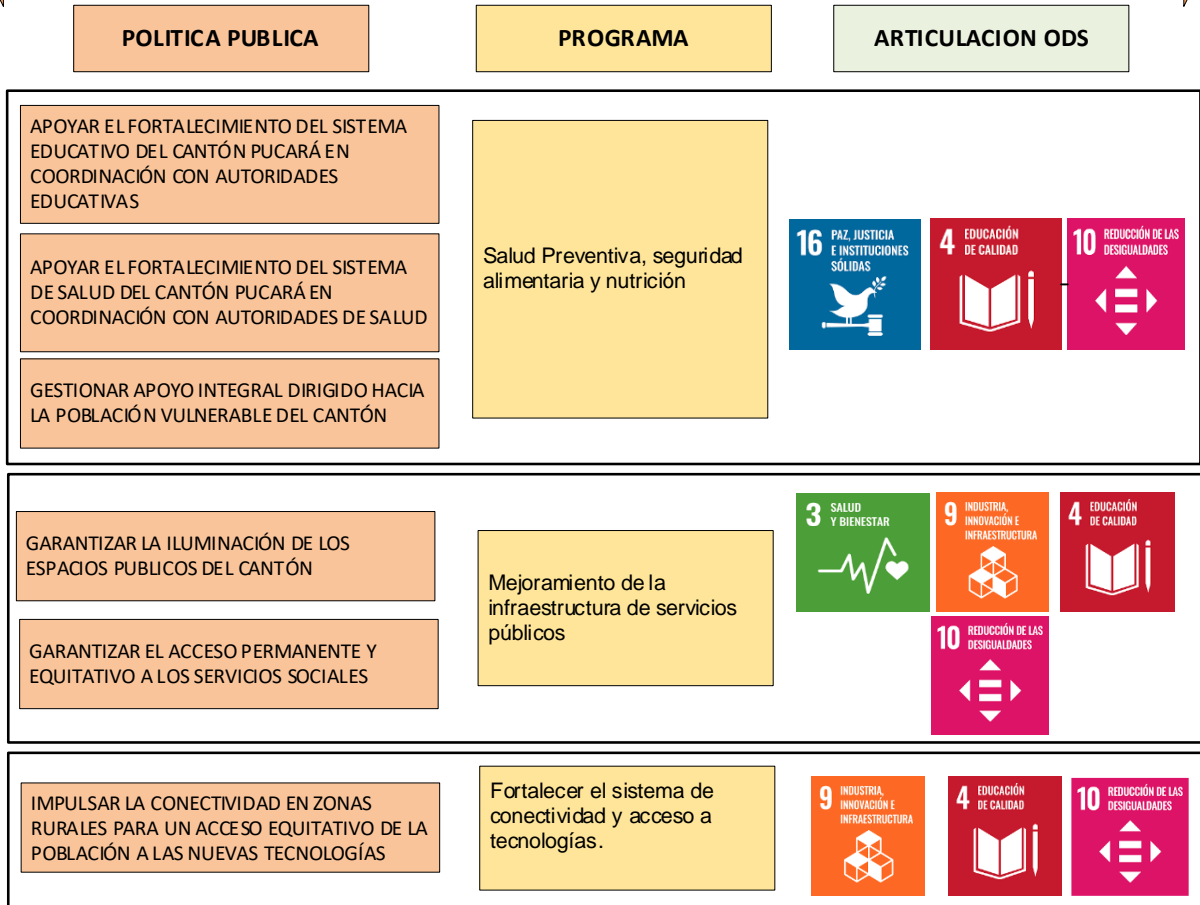 POLITICA PUBLICA
PROGRAMA
ARTICULACION ODS
APOYAR EL FORTALECIMIENTO DEL SISTEMA
EDUCATIVO DEL CANTÓN PUCARÁ EN
COORDINACIÓN CON AUTORIDADES
EDUCATIVAS
APOYAR EL FORTALECIMIENTO DEL SISTEMA
DE SALUD DEL CANTÓN PUCARÁ EN
COORDINACIÓN CON AUTORIDADES DE SALUD
GESTIONAR APOYO INTEGRAL DIRIGIDO HACIA
LA POBLACIÓN VULNERABLE DEL CANTÓN
Salud Preventiva, seguridad
alimentaria y nutrición
16 PAZ, JUSTICIA
E INSTITUCIONES
SÓLIDAS
4 EDUCACIÓN
DE CALIDAD
10 REDUCCIÓN DE LAS
DESIGUALDADES
GARANTIZAR LA ILUMINACIÓN DE LOS
ESPACIOS PUBLICOS DEL CANTÓN
GARANTIZAR EL ACCESO PERMANENTE Y
EQUITATIVO A LOS SERVICIOS SOCIALES
Mejoramiento de la
infraestructura de servicios
públicos
3 SALUD
Y BIENESTAR
9 INDUSTRIA,
INNOVACIÓN E
INFRAESTRUCTURA
4 EDUCACIÓN
DE CALIDAD
10 REDUCCIÓN DE LAS
DESIGUALDADES
IMPULSAR LA CONECTIVIDAD EN ZONAS
RURALES PARA UN ACCESO EQUITATIVO DE LA
POBLACIÓN A LAS NUEVAS TECNOLOGÍAS
Fortalecer el sistema de
conectividad y acceso a
tecnologías.
9 INDUSTRIA,
INNOVACIÓN E
INFRAESTRUCTURA
4 EDUCACIÓN
DE CALIDAD
10 REDUCCIÓN DE LAS
DESIGUALDADES